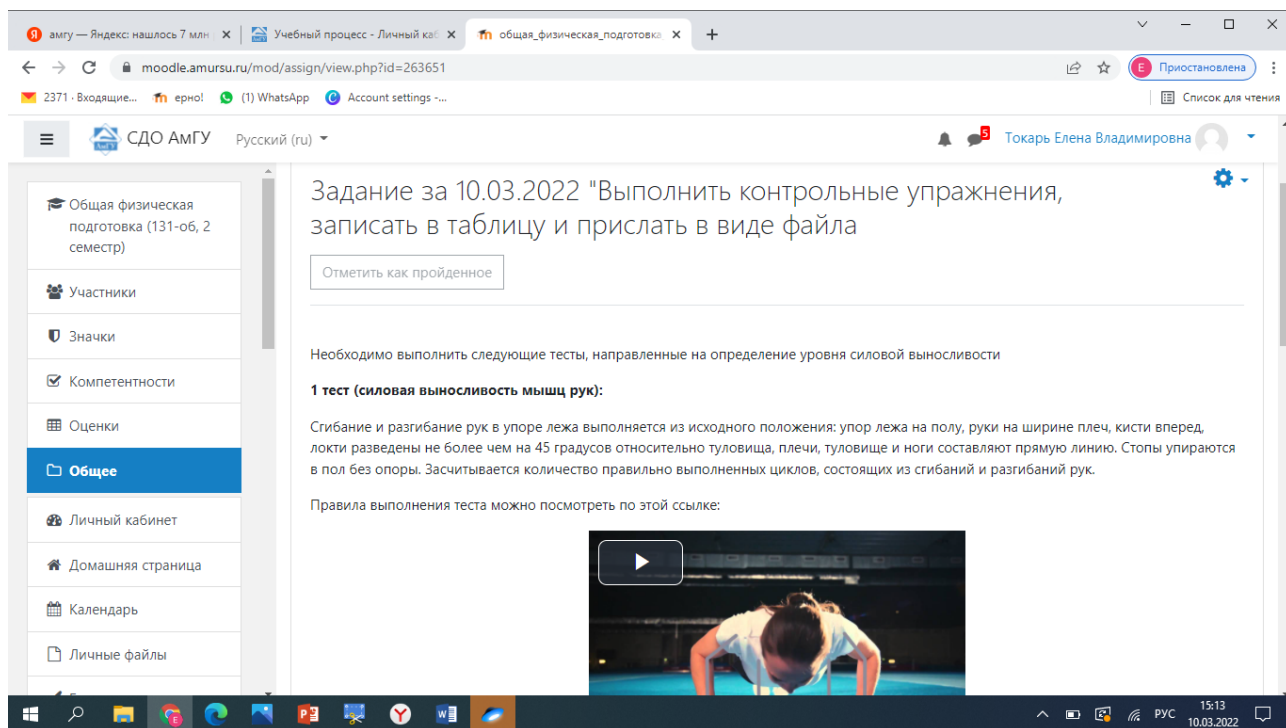 амгу — Яндекс: нашлось 7 млн
Учебный процесс - Личный каб
общая_физическая_подготовка
moodle.amursu.ru/mod/assign/view.php?id=263651
Е Приостановлена
2371 · Входящие...
ерно!
(1) WhatsApp
Account settings -...
Список для чтения
СДО АмГУ
Русский (ru)
5
Токарь Елена Владимировна
Общая физическая
подготовка (131-об, 2
семестр)
Участники
Значки
Компетентности
Оценки
Общее
Личный кабинет
Домашняя страница
Календарь
Личные файлы
Задание за 10.03.2022 "Выполнить контрольные упражнения,
записать в таблицу и прислать в виде файла
Отметить как пройденное
Необходимо выполнить следующие тесты, направленные на определение уровня силовой выносливости
1 тест (силовая выносливость мышц рук):
Сгибание и разгибание рук в упоре лежа выполняется из исходного положения: упор лежа на полу, руки на ширине плеч, кисти вперед,
локти разведены не более чем на 45 градусов относительно туловища, плечи, туловище и ноги составляют прямую линию. Стопы упираются
в пол без опоры. Засчитывается количество правильно выполненных циклов, состоящих из сгибаний и разгибаний рук.
Правила выполнения теста можно посмотреть по этой ссылке:
РУС
15:13
10.03.2022